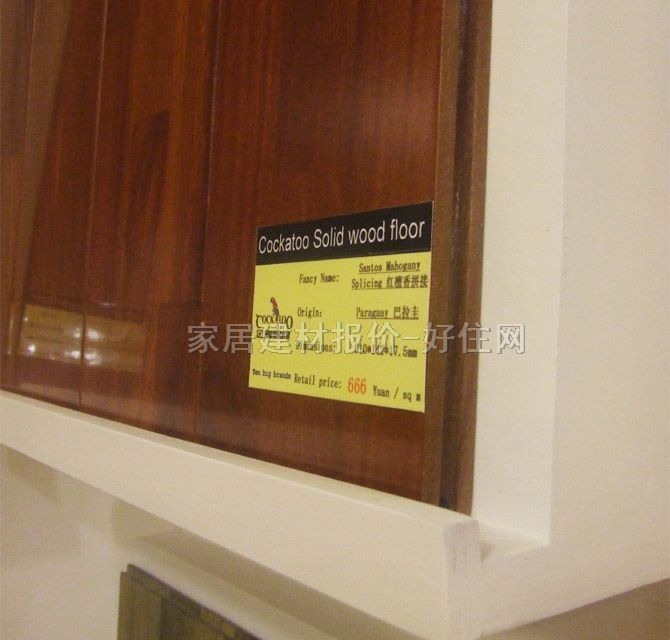 Cockatoo Solid wood floor
Fancy Name: Santos Mahogany
Splicing 红檀香拼接
COCKATOO
Origin: Paraguay 巴拉圭
家居建材报价-好住网
Ten big brands Retail price: 666 Yuan / sq m